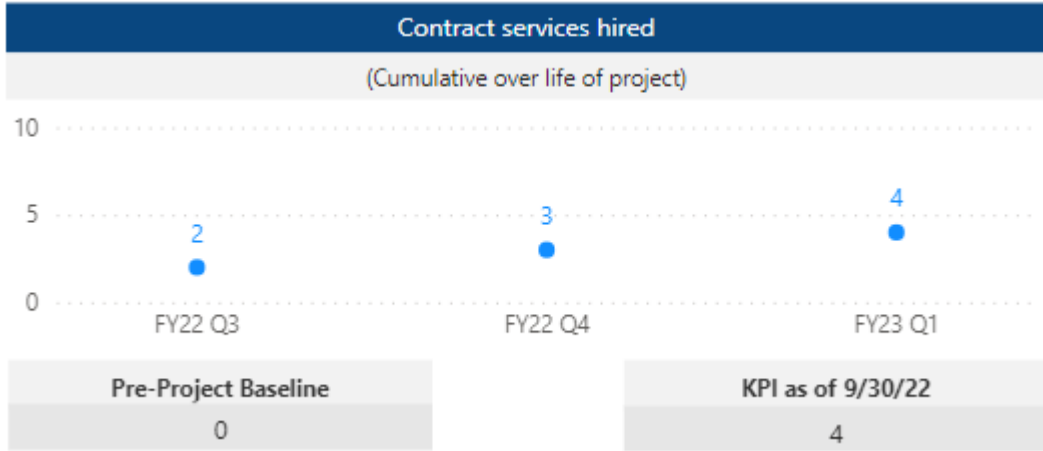 Contract services hired
(Cumulative over life of project)
10
5
0
2
3
4
FY22 Q3
FY22 Q4
FY23 Q1
Pre-Project Baseline
0
KPI as of 9/30/22
4